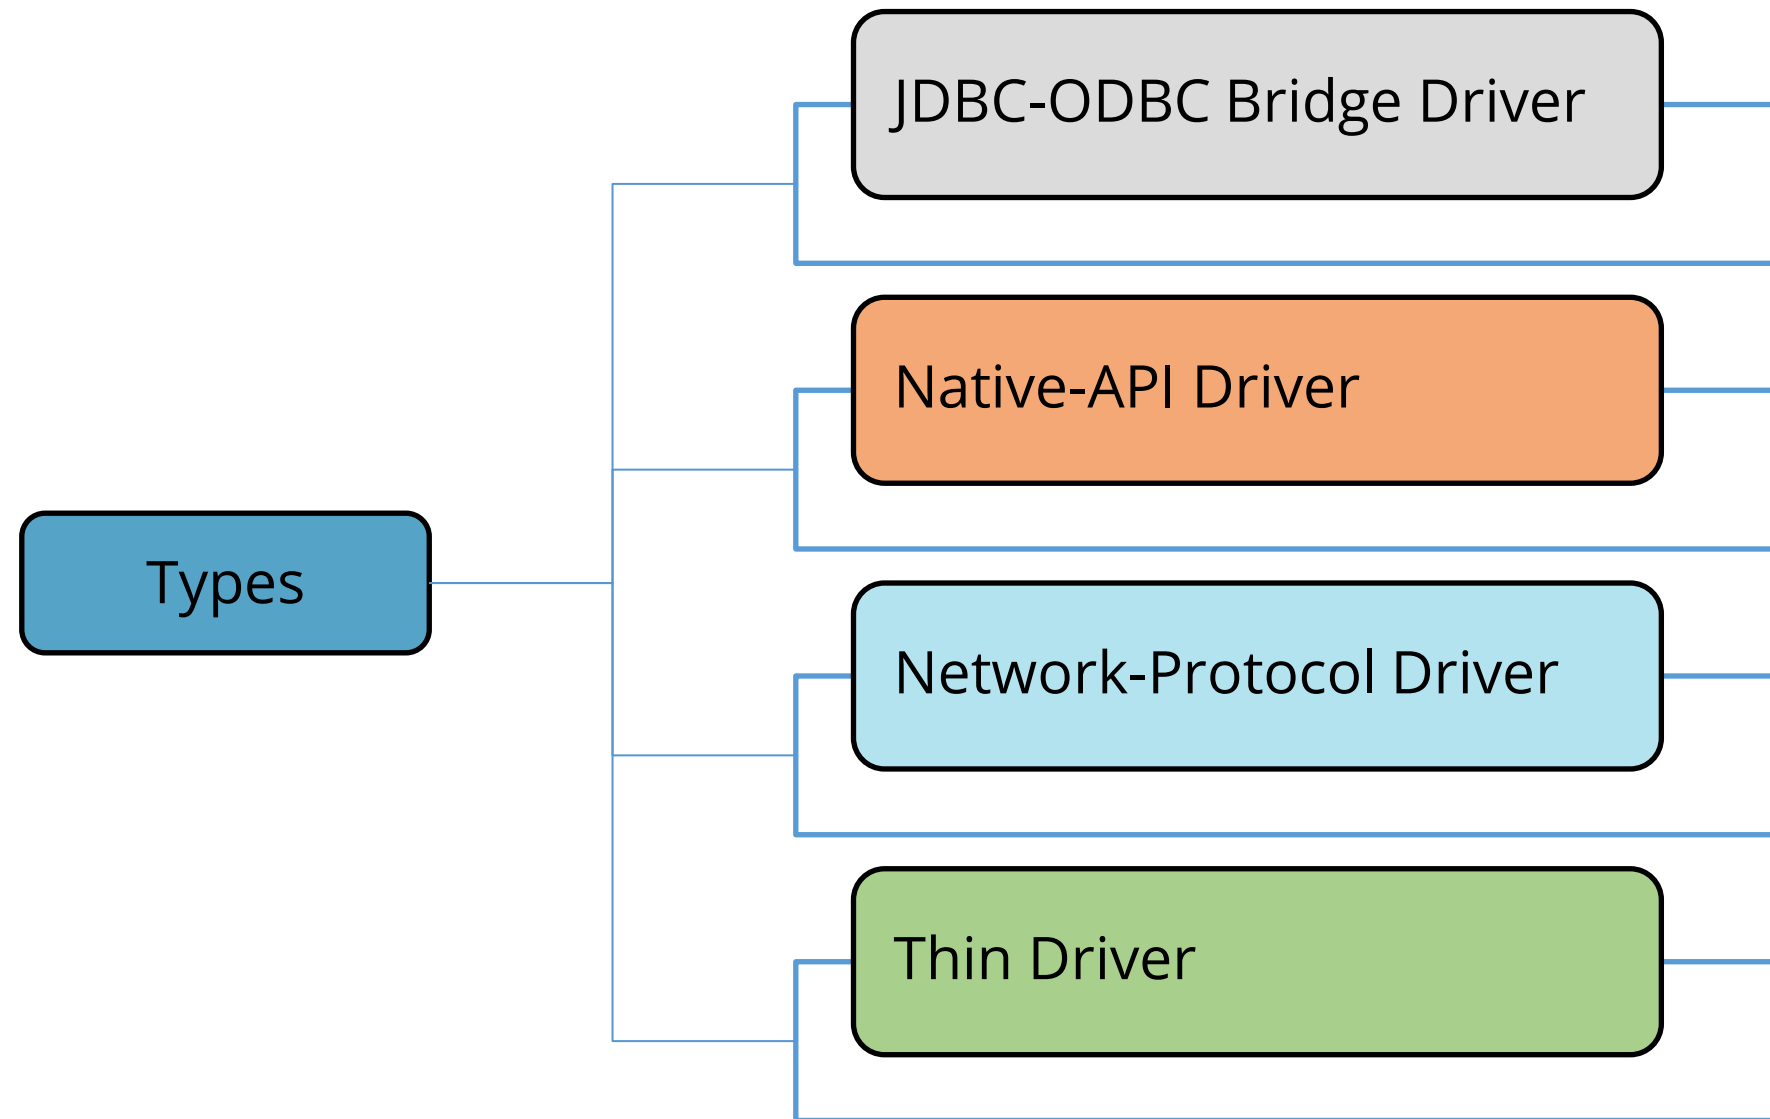 JDBC-ODBC Bridge Driver
Native-API Driver
Types
Network-Protocol Driver
Thin Driver